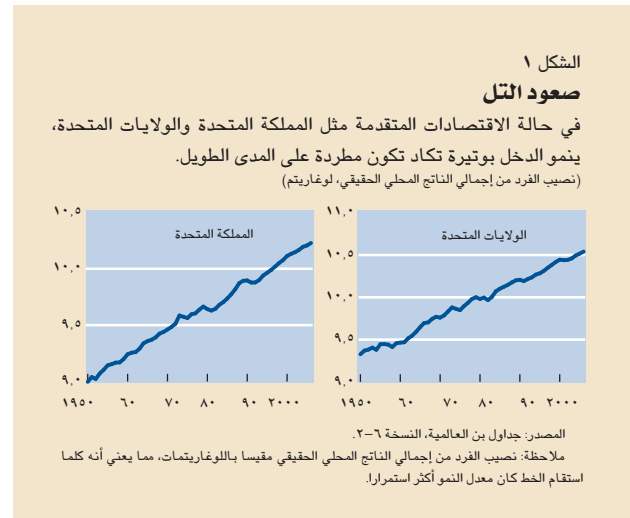 الشكل ١
صعود التل
في حالة الاقتصادات المتقدمة مثل المملكة المتحدة والولايات المتحدة،
ينمو الدخل بوتيرة تكاد تكون مطردة على المدى الطويل.
(نصيب الفرد من إجمالي الناتج المحلي الحقيقي، لوغاريتم)
الولايات المتحدة
١١,٠
١٠,٥
١٠,٠
٩,٥
٩,٠
١٩٥٠ ٦٠ ٧٠ ٨٠ ٩٠ ٢٠٠٠
المملكة المتحدة
١٠,٥
١٠,٠
٩,٥
٩,٠
١٩٥٠ ٦٠ ٧٠ ٨٠ ٩٠ ٢٠٠٠
المصدر: جداول بن العالمية، النسخة ٦-٢.
ملاحظة: نصيب الفرد من إجمالي الناتج المحلي الحقيقي مقيسا باللوغاريتمات، مما يعني أنه كلما
استقام الخط كان معدل النمو أكثر استمرارا.